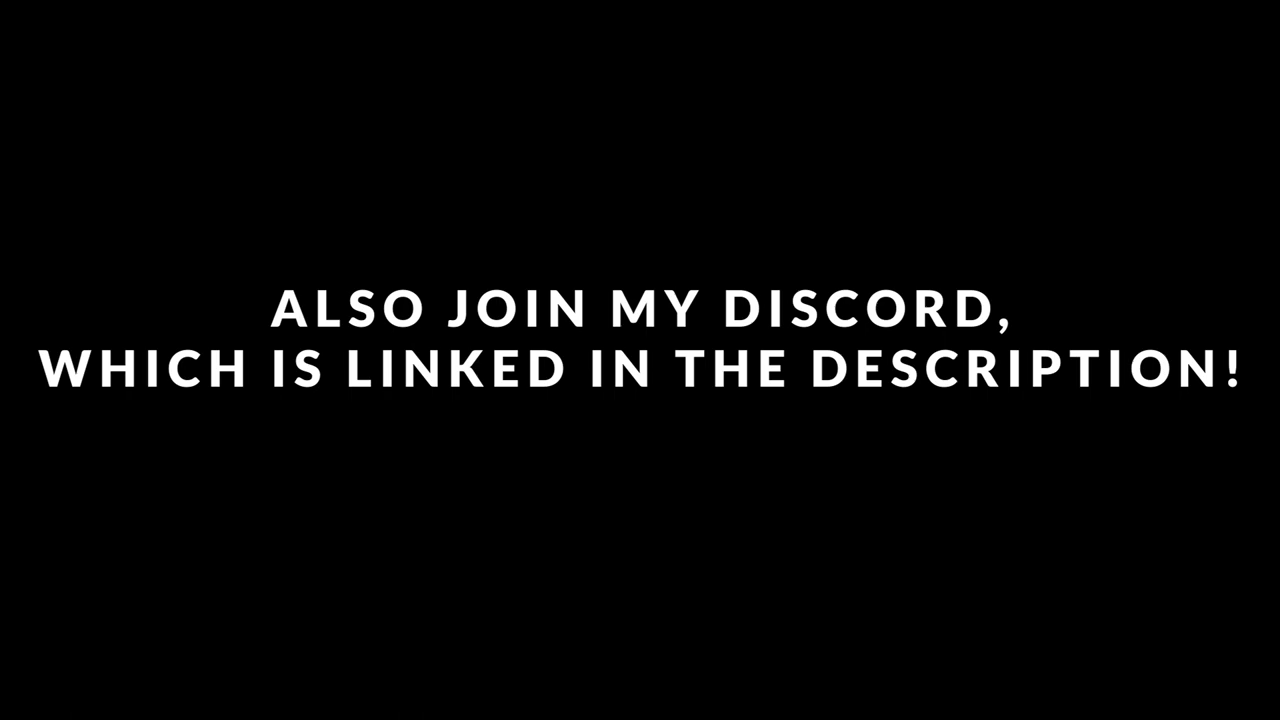 ALSO JOIN MY DISCORD,
WHICH IS LINKED IN THE DESCRIPTION!